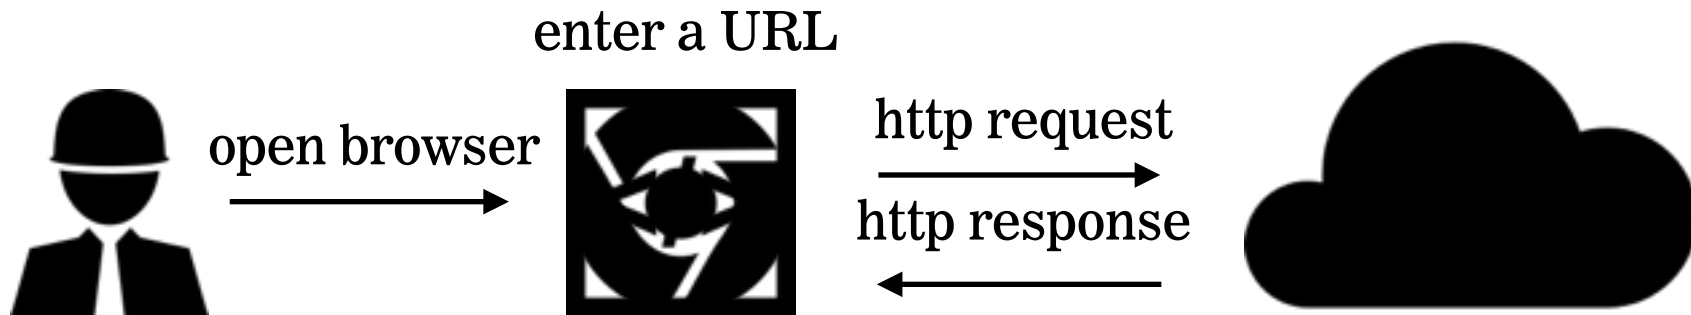 enter a URL
open browser
http request
http response